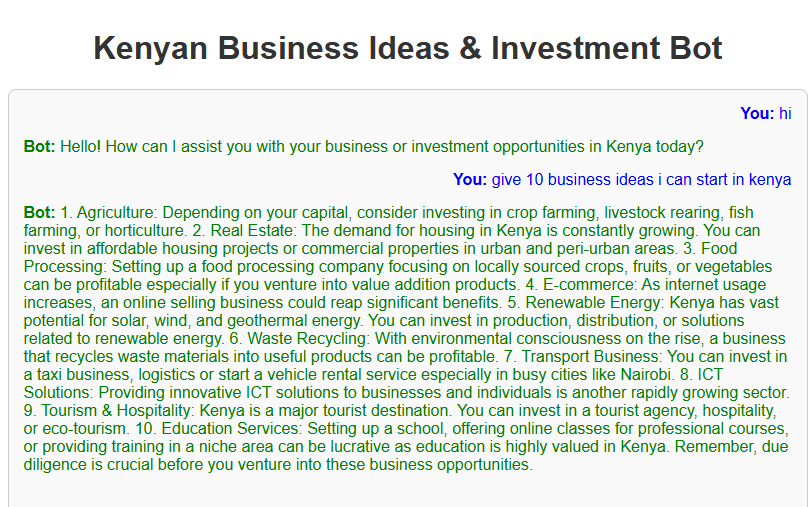 Kenyan Business Ideas & Investment Bot
You: hi
Bot: Hello! How can I assist you with your business or investment opportunities in Kenya today?
You: give 10 business ideas i can start in kenya
Bot: 1. Agriculture: Depending on your capital, consider investing in crop farming, livestock rearing, fish
farming, or horticulture. 2. Real Estate: The demand for housing in Kenya is constantly growing. You can
invest in affordable housing projects or commercial properties in urban and peri-urban areas. 3. Food
Processing: Setting up a food processing company focusing on locally sourced crops, fruits, or vegetables
can be profitable especially if you venture into value addition products. 4. E-commerce: As internet usage
increases, an online selling business could reap significant benefits. 5. Renewable Energy: Kenya has vast
potential for solar, wind, and geothermal energy. You can invest in production, distribution, or solutions
related to renewable energy. 6. Waste Recycling: With environmental consciousness on the rise, a business
that recycles waste materials into useful products can be profitable. 7. Transport Business: You can invest in
a taxi business, logistics or start a vehicle rental service especially in busy cities like Nairobi. 8. ICT
Solutions: Providing innovative ICT solutions to businesses and individuals is another rapidly growing sector.
9. Tourism & Hospitality: Kenya is a major tourist destination. You can invest in a tourist agency, hospitality,
or eco-tourism. 10. Education Services: Setting up a school, offering online classes for professional courses,
or providing training in a niche area can be lucrative as education is highly valued in Kenya. Remember, due
diligence is crucial before you venture into these business opportunities.